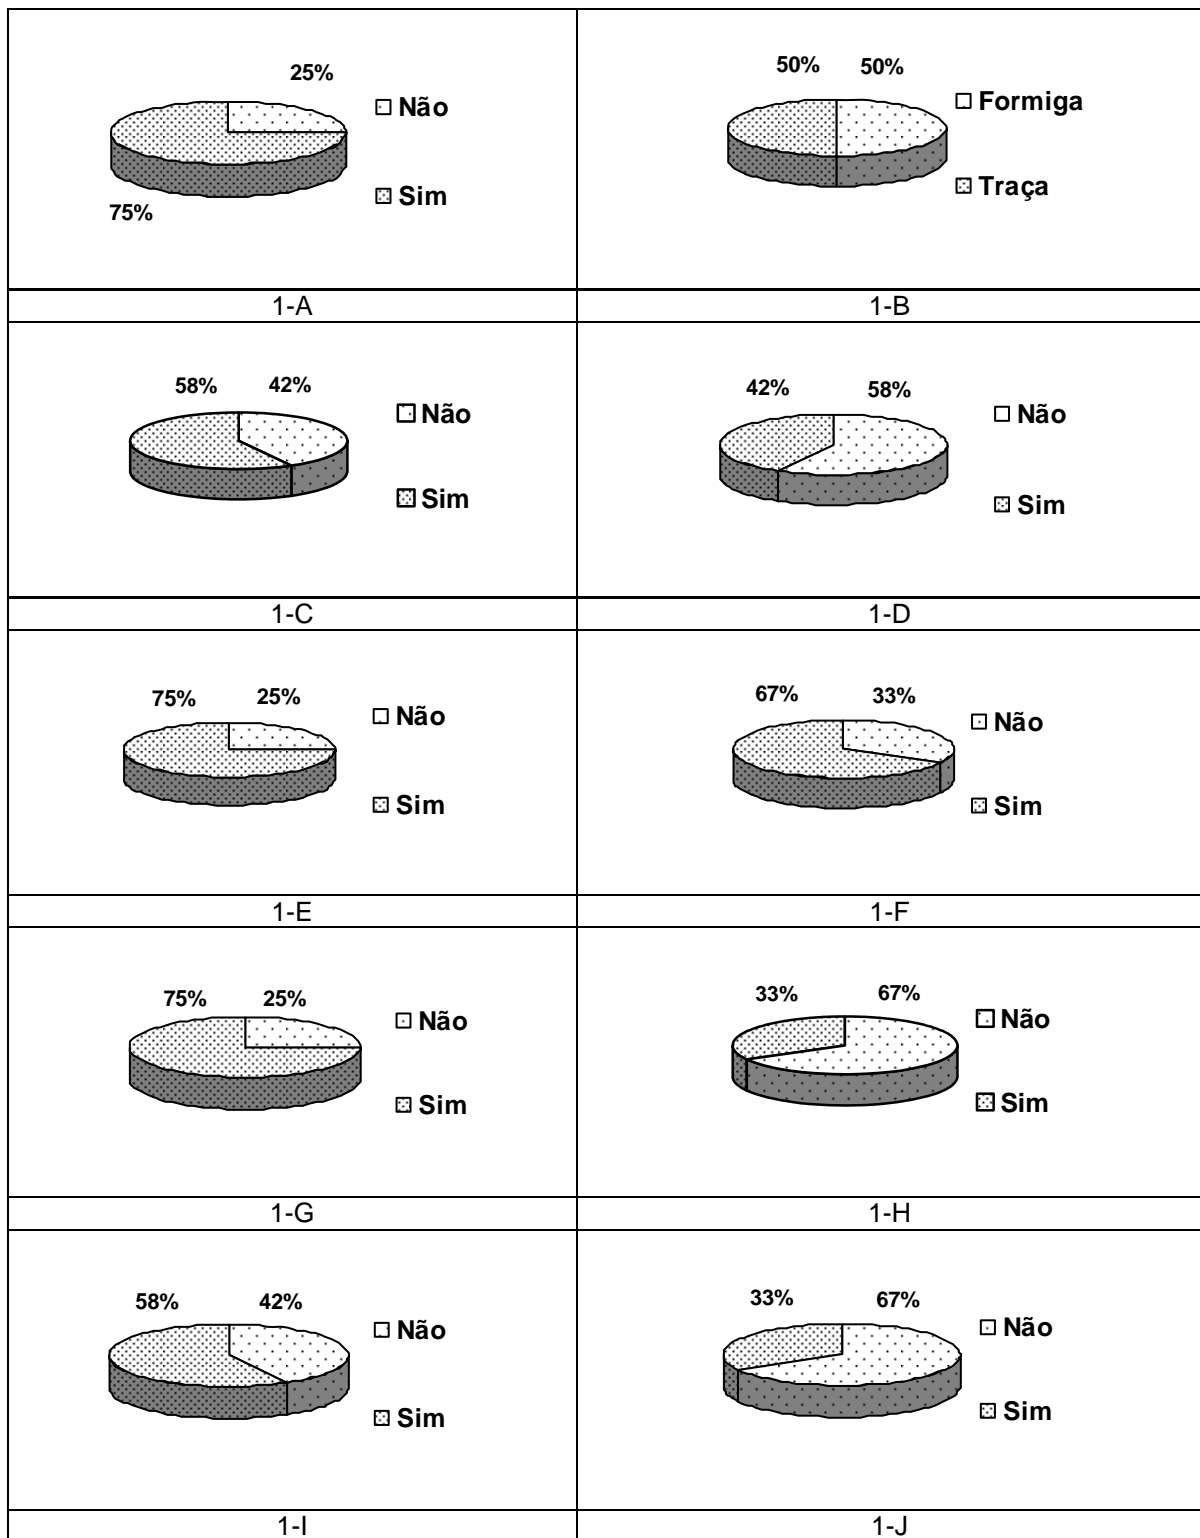 25%
Não
Sim
75%
1-A
50% 50%
Formiga
Traça
1-B
58% 42%
Não
Sim
1-C
42% 58%
Não
Sim
1-D
75% 25%
Não
Sim
1-E
67% 33%
Não
Sim
1-F
75% 25%
Não
Sim
1-G
33% 67%
Não
Sim
1-H
58% 42%
Não
Sim
1-I
33% 67%
Não
Sim
1-J